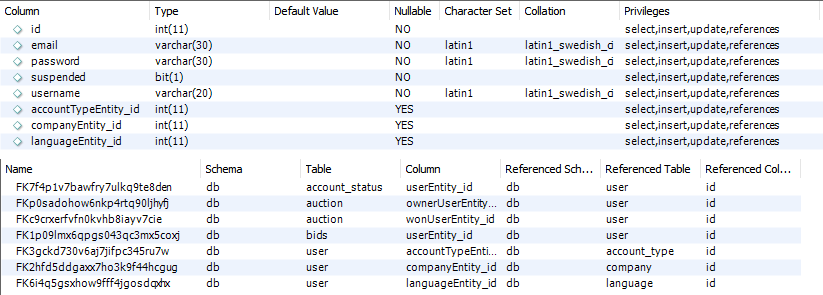 Column Type Default Value Nullable Character Set Collation Privileges
id int(11) NO select,insert,update,references
email varchar(30) NO latin1 latin1_swedish_ci select,insert,update,references
password varchar(30) NO latin1 latin1_swedish_ci select,insert,update,references
suspended bit(1) NO select,insert,update,references
username varchar(20) NO latin1 latin1_swedish_ci select,insert,update,references
accountTypeEntity_id int(11) YES select,insert,update,references
companyEntity_id int(11) YES select,insert,update,references
languageEntity_id int(11) YES select,insert,update,references
Name Schema Table Column Referenced Sch... Referenced Table Referenced Col...
FK7f4p1v7bawfry7ulkq9te8den db account_status userEntity_id db user id
FKp0sadohow6nkp4rtq90ljhyfj db auction ownerUserEntity... db user id
FKc9crxerfvfn0kvhb8iayv7cie db auction wonUserEntity_id db user id
FK1p09lmx6qpgs043qc3mx5coxj db bids userEntity_id db user id
FK3gckd730v6aj7jifpc345ru7w db user accountTypeEnti... db account_type id
FK2hfd5ddgaxx7ho3k9f44hcgug db user companyEntity_id db company id
FK6i4q5gsxhow9fff4jgosdqxhx db user languageEntity_id db language id